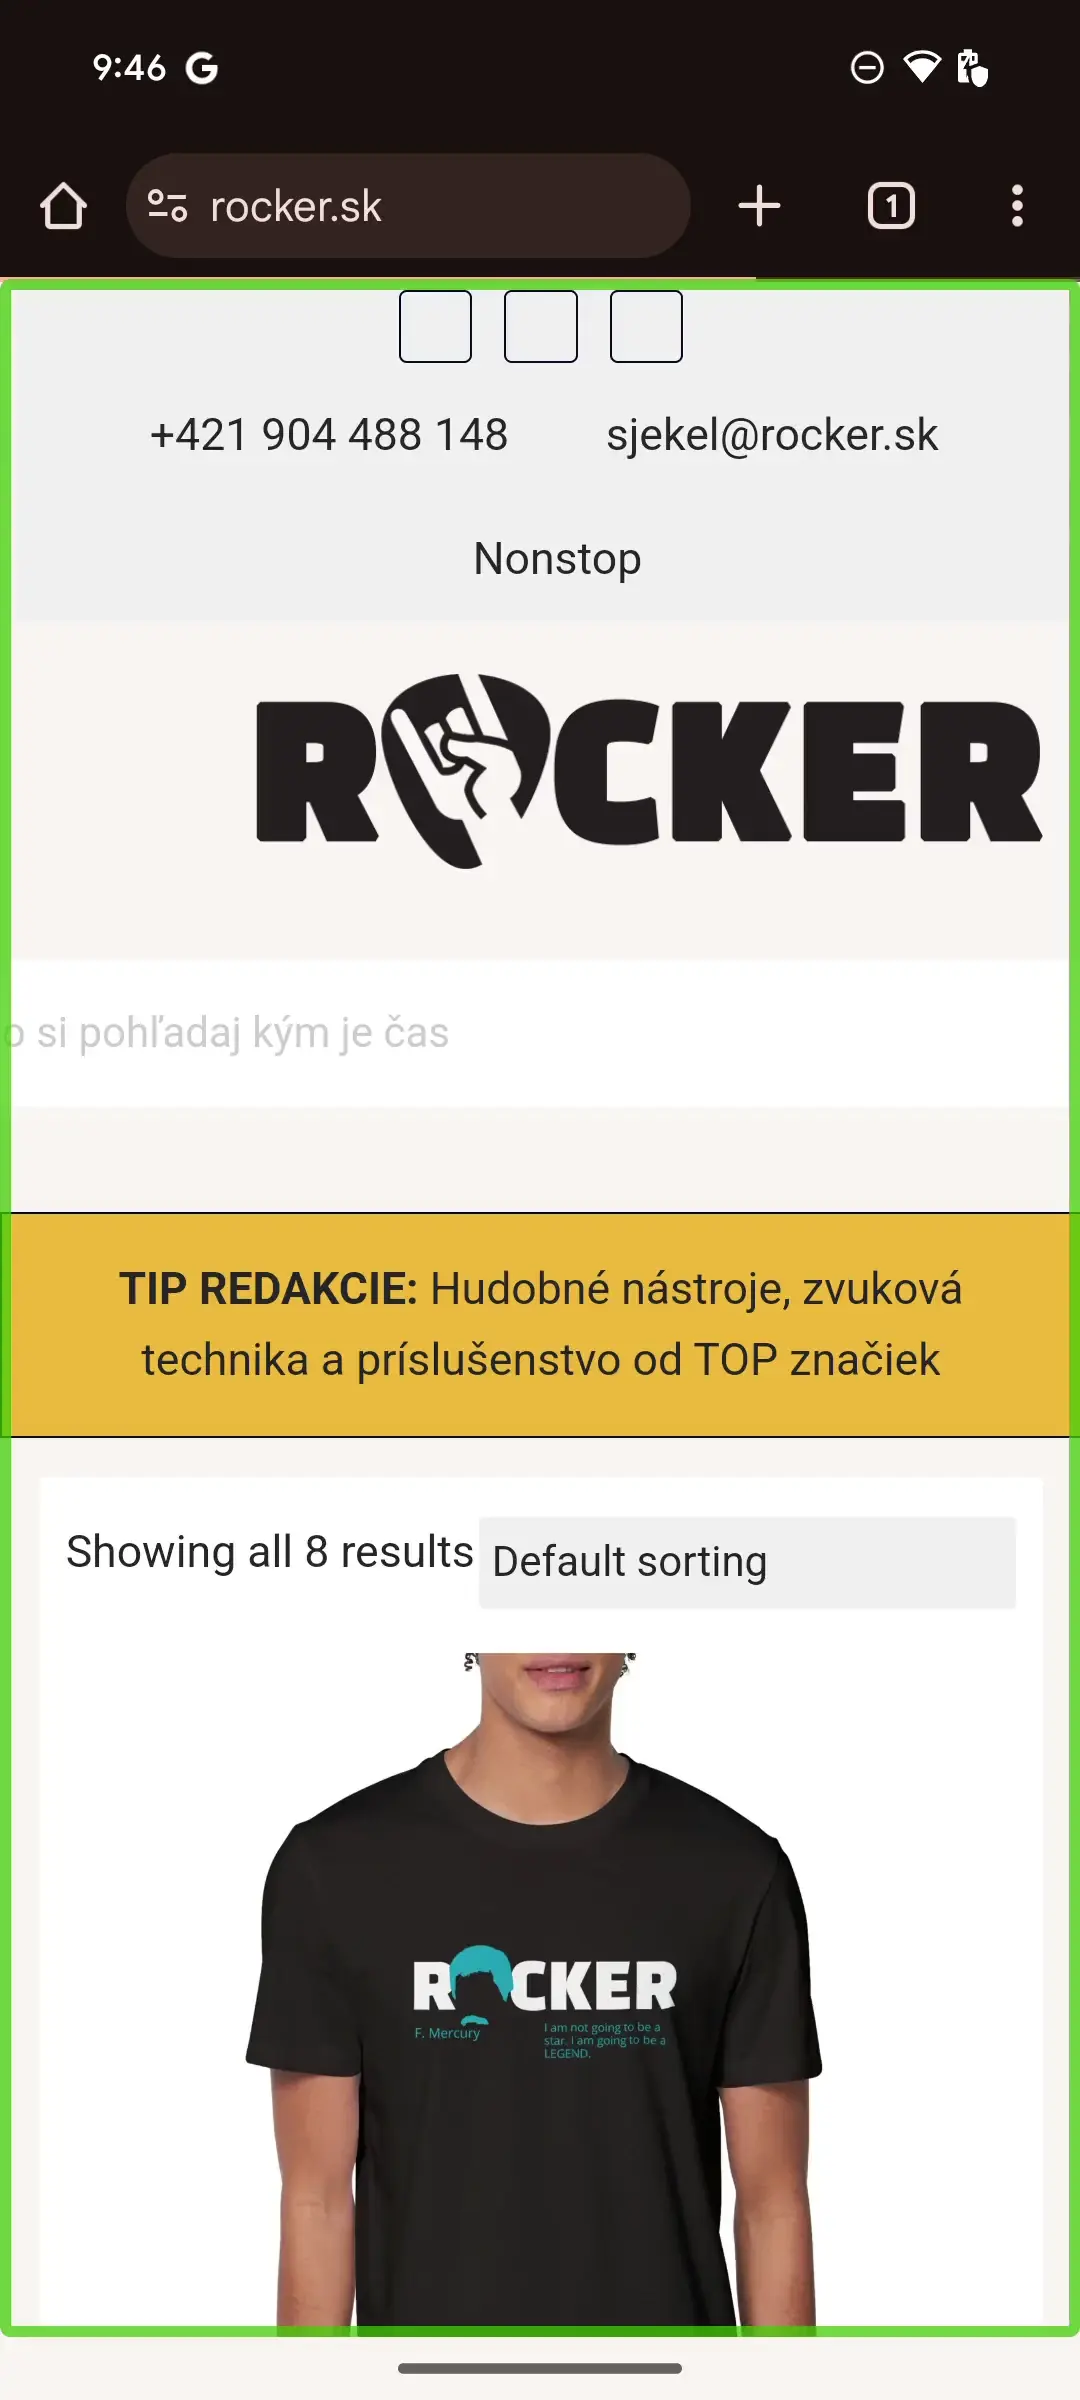 9:46
rocker.sk
1
+421 904 488 148 sjekel@rocker.sk
Nonstop
ROCKER
o si pohľadaj kým je čas
TIP REDAKCIE: Hudobné nástroje, zvuková
technika a príslušenstvo od TOP značiek
Showing all 8 results Default sorting
ROCKER
F. Mercury
I am not going to be a
star. I am going to be a
LEGEND.